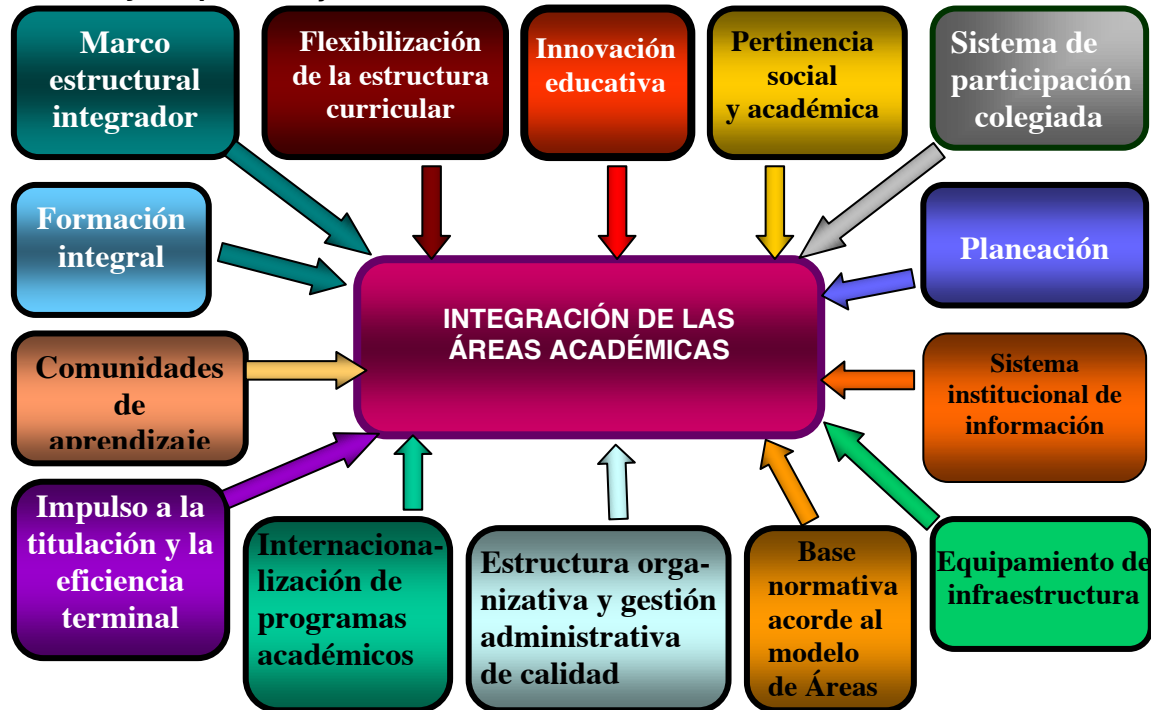 Marco
estructural
integrador
Flexibilización
de la estructura
curricular
Innovación
educativa
Pertinencia
social
y académica
Sistema de
participación
colegiada
Formación
integral
Planeación
INTEGRACIÓN DE LAS
ÁREAS ACADÉMICAS
Comunidades
de
aprendizaje
Sistema
institucional de
información
Impulso a la
titulación y la
eficiencia
terminal
Internaciona-
lización de
programas
académicos
Estructura orga-
nizativa y gestión
administrativa
de calidad
Base
normativa
acorde al
modelo
de Áreas
Equipamiento de
infraestructura